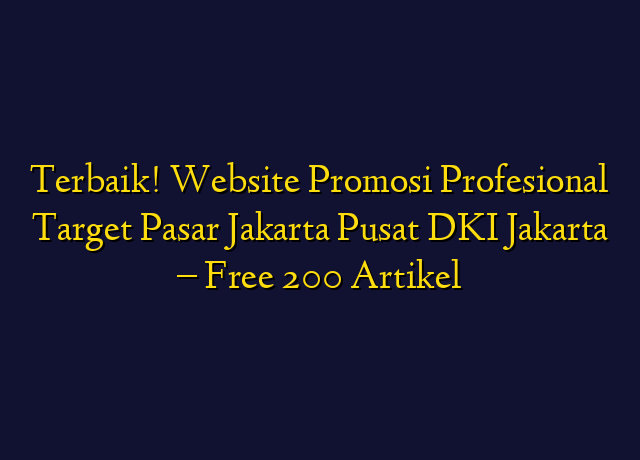 Terbaik! Website Promosi Profesional
Target Pasar Jakarta Pusat DKI Jakarta
– Free 200 Artikel